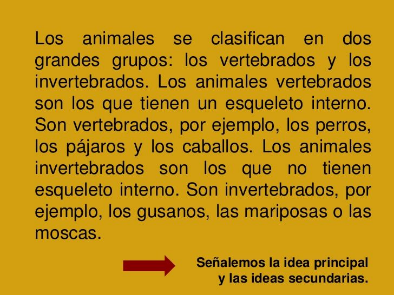 Los animales se clasifican en dos
grandes grupos: los vertebrados y los
invertebrados. Los animales vertebrados
son los que tienen un esqueleto interno.
Son vertebrados, por ejemplo, los perros,
los pájaros y los caballos. Los animales
invertebrados son los que no tienen
esqueleto interno. Son invertebrados, por
ejemplo, los gusanos, las mariposas o las
moscas.
Señalemos la idea principal
y las ideas secundarias.